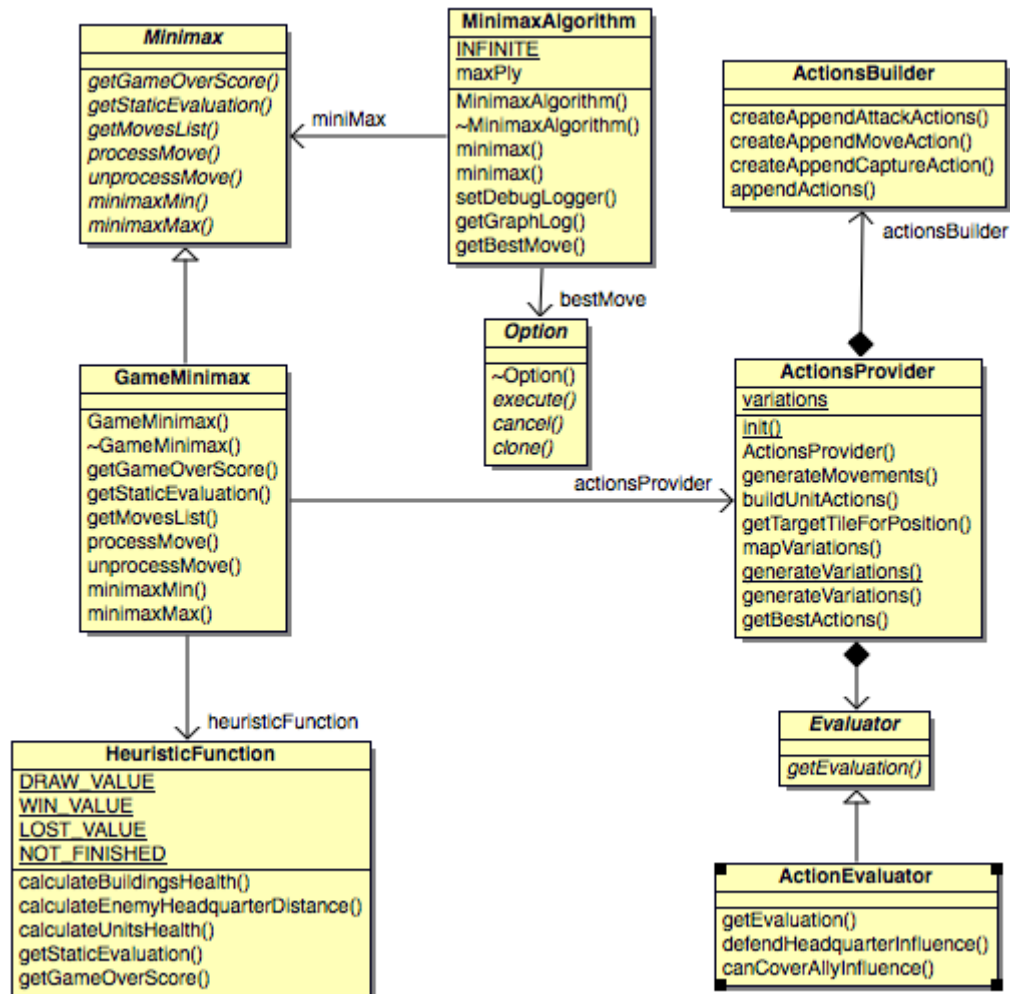 Minimax
getGameOverScore()
getStaticEvaluation()
getMovesList()
processMove()
unprocessMove()
minimaxMin()
minimaxMax()
miniMax
MinimaxAlgorithm
INFINITE
maxPly
MinimaxAlgorithm()
~MinimaxAlgorithm()
minimax()
minimax()
setDebugLogger()
getGraphLog()
getBestMove()
ActionsBuilder
createAppendAttackActions()
createAppendMoveAction()
createAppendCaptureAction()
appendActions()
actionsBuilder
bestMove
Option
~Option()
execute()
cancel()
clone()
GameMinimax
GameMinimax()
~GameMinimax()
getGameOverScore()
getStaticEvaluation()
getMovesList()
processMove()
unprocessMove()
minimaxMin()
minimaxMax()
actionsProvider
ActionsProvider
variations
init()
ActionsProvider()
generateMovements()
buildUnitActions()
getTargetTileForPosition()
mapVariations()
generateVariations()
generateVariations()
getBestActions()
heuristicFunction
HeuristicFunction
DRAW_VALUE
WIN_VALUE
LOST_VALUE
NOT_FINISHED
calculateBuildingsHealth()
calculateEnemyHeadquarterDistance()
calculateUnitsHealth()
getStaticEvaluation()
getGameOverScore()
Evaluator
getEvaluation()
ActionEvaluator
getEvaluation()
defendHeadquarterInfluence()
canCoverAllyInfluence()